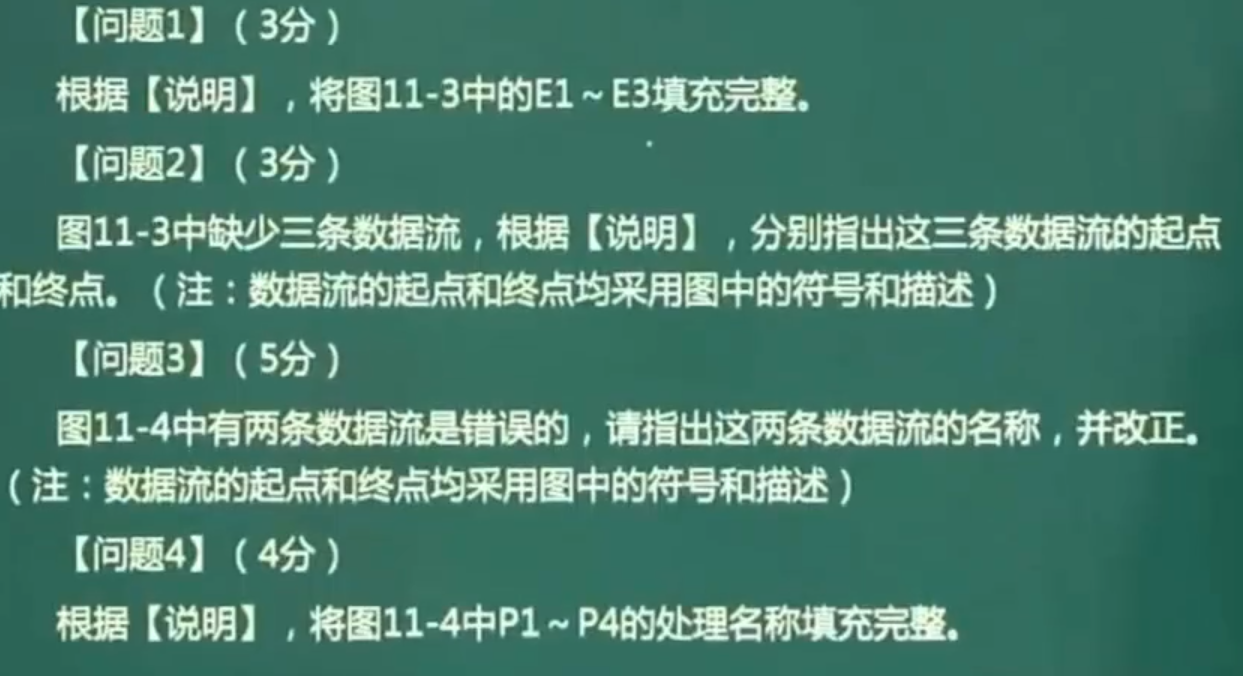 【问题1】（3分）
根据【说明】，将图11-3中的E1～E3填充完整。
【问题2】（3分）
图11-3中缺少三条数据流，根据【说明】，分别指出这三条数据流的起点
和终点。（注：数据流的起点和终点均采用图中的符号和描述）
【问题3】（5分）
图11-4中有两条数据流是错误的，请指出这两条数据流的名称，并改正。
（注：数据流的起点和终点均采用图中的符号和描述）
【问题4】（4分）
根据【说明】，将图11-4中P1～P4的处理名称填充完整。